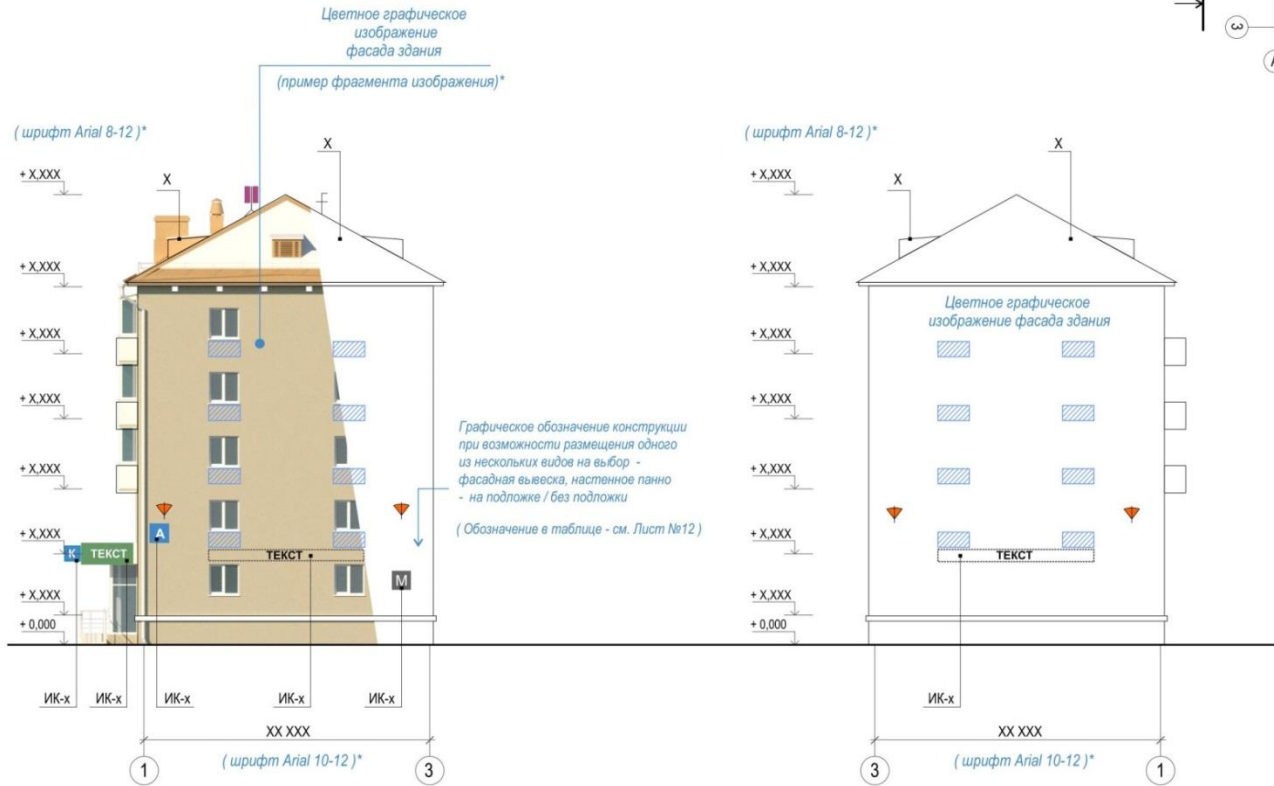 Цветное графическое
изображение
фасада здания
(пример фрагмента изображения)*
3
А
( шрифт Arial 8-12 )*
X
X
+ X,XXX
+ X,XXX
+ X,XXX
+ X,XXX
+ X,XXX
+ X,XXX
+ X,XXX
+ 0,000
К
ТЕКСТ
А
ТЕКСТ
М
Графическое обозначение конструкции
при возможности размещения одного
из нескольких видов на выбор -
фасадная вывеска, настенное панно
- на подложке / без подложки
( Обозначение в таблице - см. Лист №12 )
ИК-х
ИК-х
ИК-х
ИК-х
ИК-х
XX XXX
( шрифт Arial 10-12 )*
1
3
( шрифт Arial 8-12 )*
X
X
+ X,XXX
+ X,XXX
+ X,XXX
+ X,XXX
+ X,XXX
+ X,XXX
+ X,XXX
+ 0,000
Цветное графическое
изображение фасада здания
ТЕКСТ
ИК-х
XX XXX
( шрифт Arial 10-12 )*
3
1